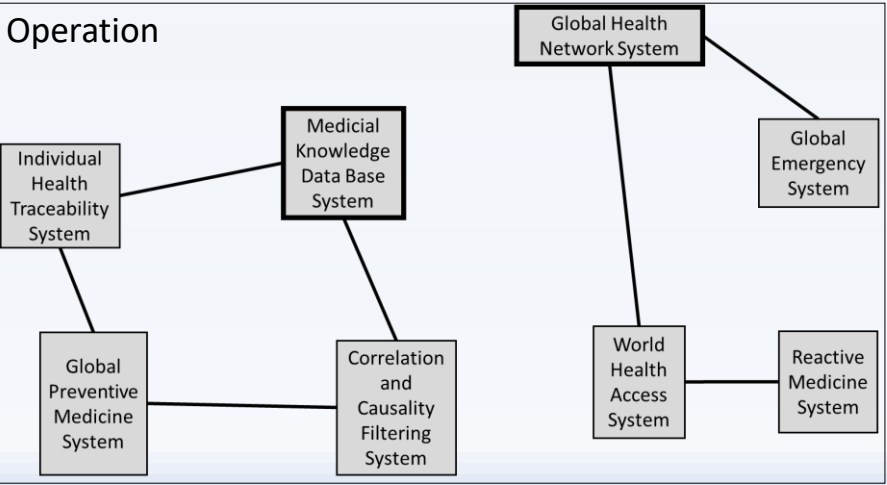 Operation
Global Health
Network System
Medicial
Knowledge
Data Base
System
Global
Emergency
System
Individual
Health
Traceability
System
World
Health
Access
System
Reactive
Medicine
System
Global
Preventive
Medicine
System
Correlation
and
Causality
Filtering
System